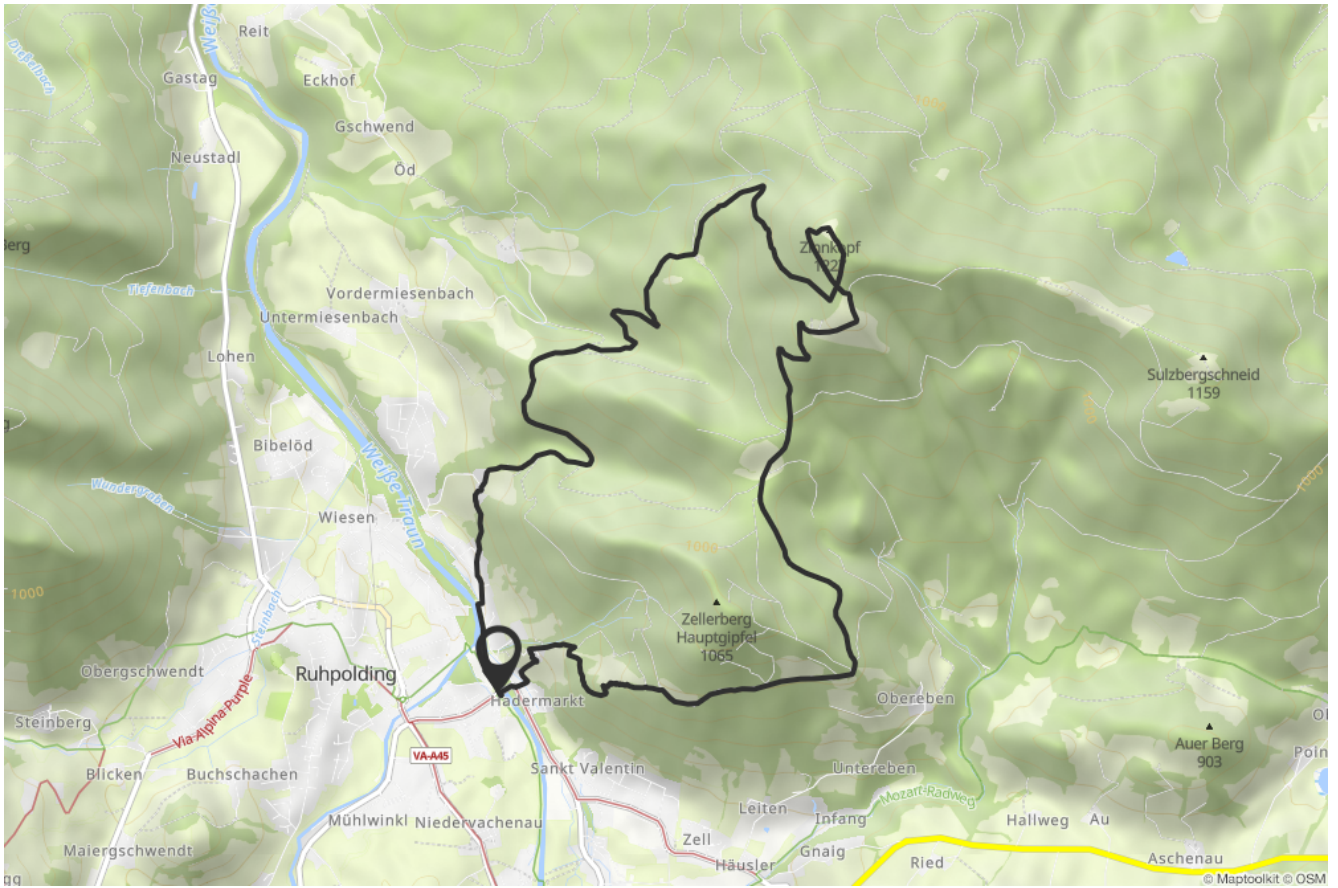 Dießelbach
Weiße
Reit
Gastag
Eckhof
Gschwend
Neustadl
Öd
1000
Zinnkopf
Tiefenbach
Vordermiesenbach
Untermiesenbach
Lohen
Sulzbergschneid
1159
1000
Bibelöd
Weiße Traun
Wundergraben
Wiesen
1000
1004
1000
Steinbach
Zellerberg
Hauptgipfel
1065
Obergschwendt
Ruhpolding
Hadermarkt
Obereben
Steinberg
Via Alpina Purple
VA-A45
Auer Berg
903
Blicken
Buchschachen
Sankt Valentin
Untereben
Mozart-Radweg
Leiten
Infang
Hallweg
Au
Mühlwinkl
Niedervachenau
Zell
Gnaig
Maiergschwendt
Häusler
Ried
Aschenau
© Maptoolkit © OSM